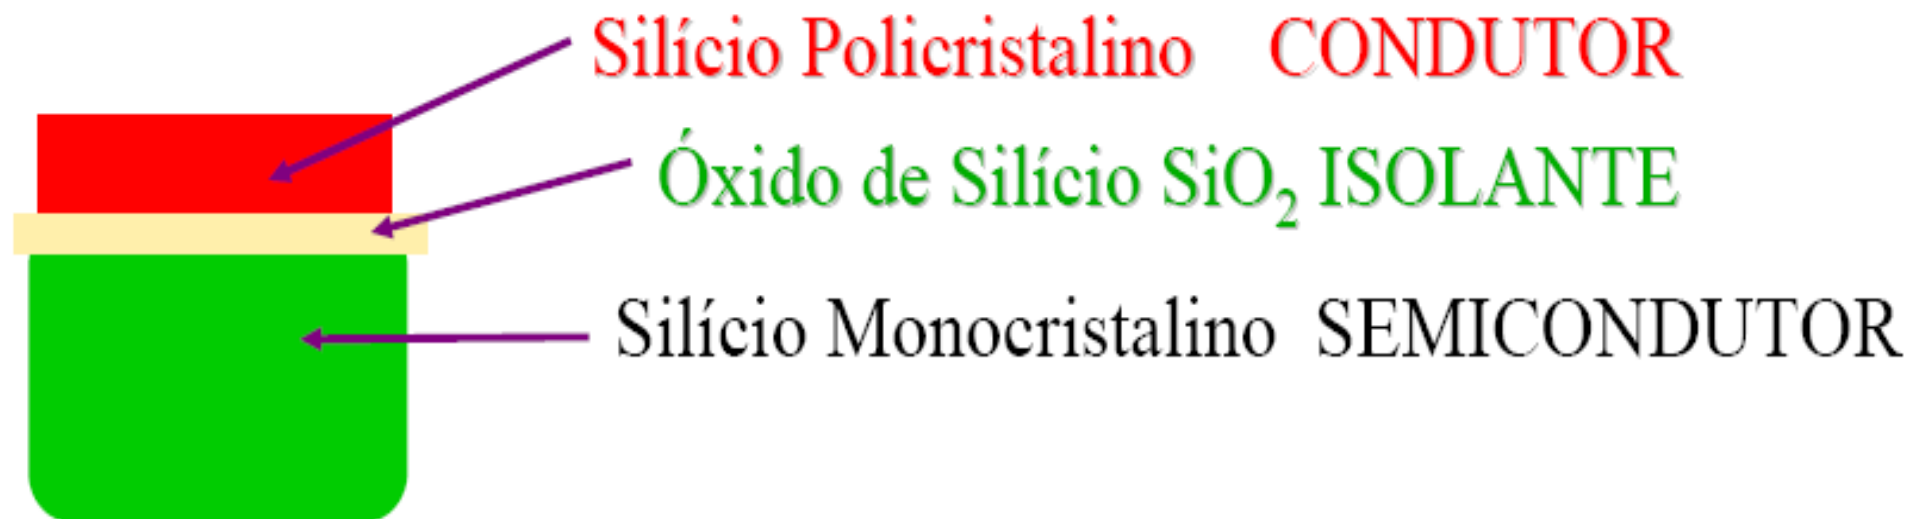 Silício Policristalino CONDUTOR
Óxido de Silício SiO₂ ISOLANTE
Silício Monocristalino SEMICONDUTOR